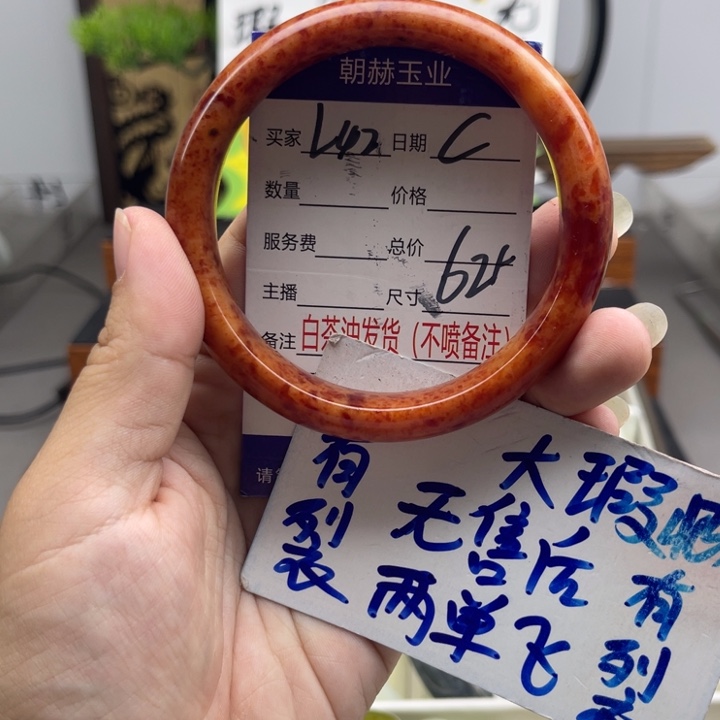 朝赫玉业
买家 L42 日期 C
数量 价格
服务费 总价
主播 尺寸 62+
备注 白茶油发货（不喷备注）
有裂
大瑕
无售后
两单飞
有裂